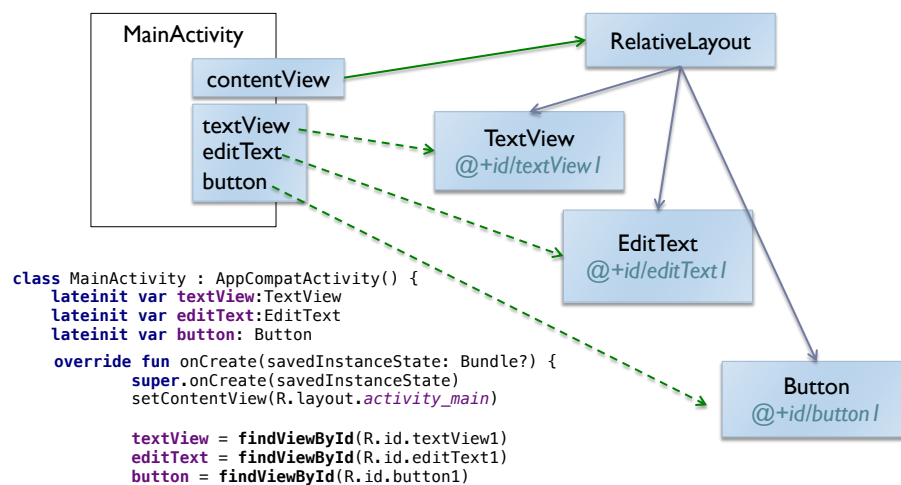 MainActivity
contentView
textView
editText
button
RelativeLayout
TextView
@+id/textView1
EditText
@+id/editText1
Button
@+id/button1
class MainActivity : AppCompatActivity() {
lateinit var textView:TextView
lateinit var editText:EditText
lateinit var button: Button
override fun onCreate(savedInstanceState: Bundle?) {
super.onCreate(savedInstanceState)
setContentView(R.layout.activity_main)
textView = findViewById(R.id.textView1)
editText = findViewById(R.id.editText1)
button = findViewById(R.id.button1)